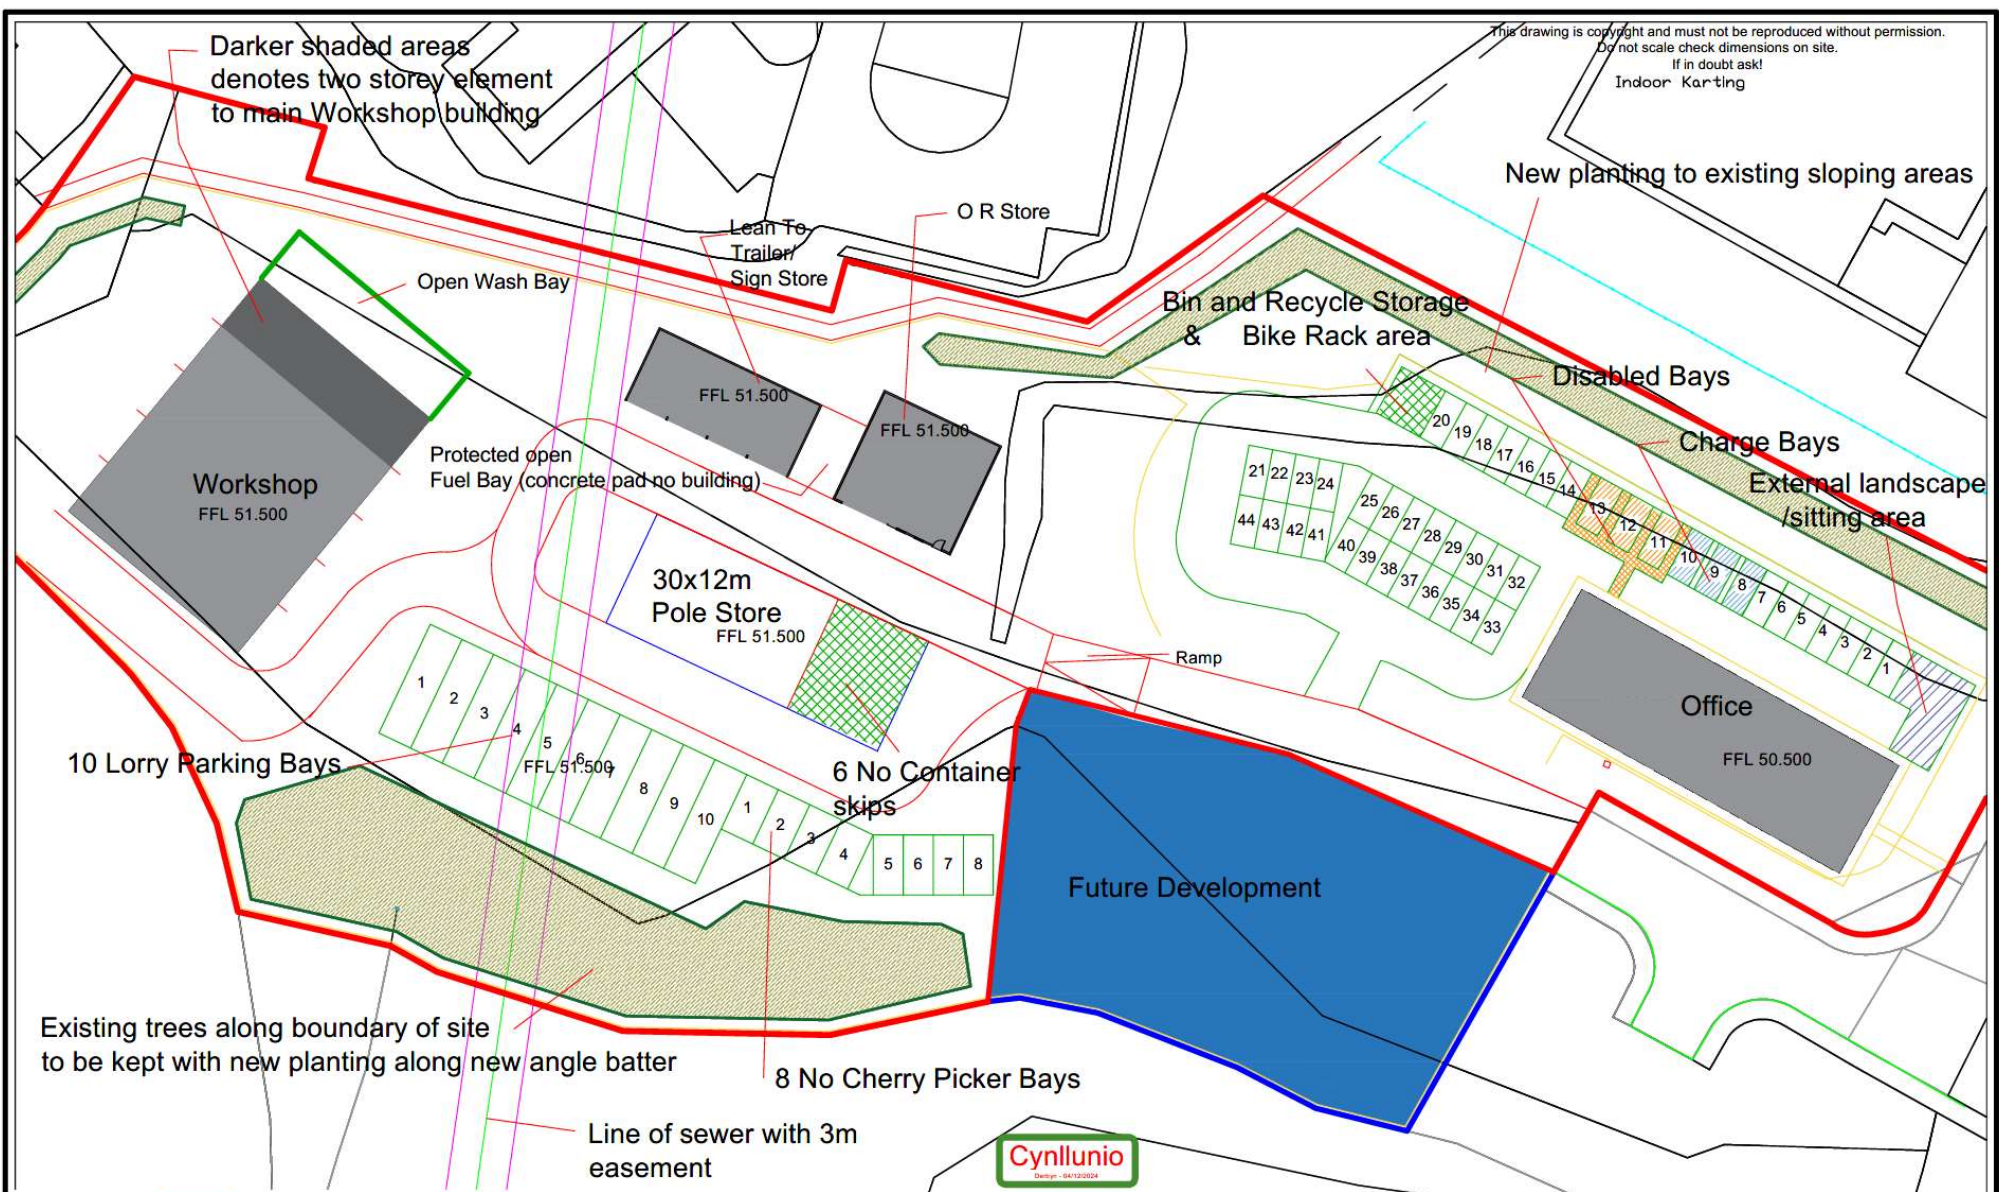 This drawing is copyright and must not be reproduced without permission.
Do not scale check dimensions on site.
If in doubt ask!
Indoor Karting
Darker shaded areas
denotes two storey element
to main Workshop building
New planting to existing sloping areas
O R Store
Lean To
Trailer/
Sign Store
Open Wash Bay
Bin and Recycle Storage
& Bike Rack area
Disabled Bays
Charge Bays
External landscape
/sitting area
FFL 51.500
FFL 51.500
Protected open
Fuel Bay (concrete pad no building)
Workshop
FFL 51.500
20
19
18
17
16
15
14
13
12
11
10
9
8
7
6
5
4
3
2
1
21 22 23 24
44 43 42 41
25
26
27
28
29
30
31
32
40
39
38
37
36
35
34
33
30x12m
Pole Store
FFL 51.500
Ramp
Office
FFL 50.500
1
2
3
4
5
6
7
8
9
10
FFL 51.500
10 Lorry Parking Bays
6 No Container
skips
1
2
3
4
5 6 7 8
Future Development
Existing trees along boundary of site
to be kept with new planting along new angle batter
8 No Cherry Picker Bays
Line of sewer with 3m
easement
Cynllunio
Derbyn - 04/12/2024